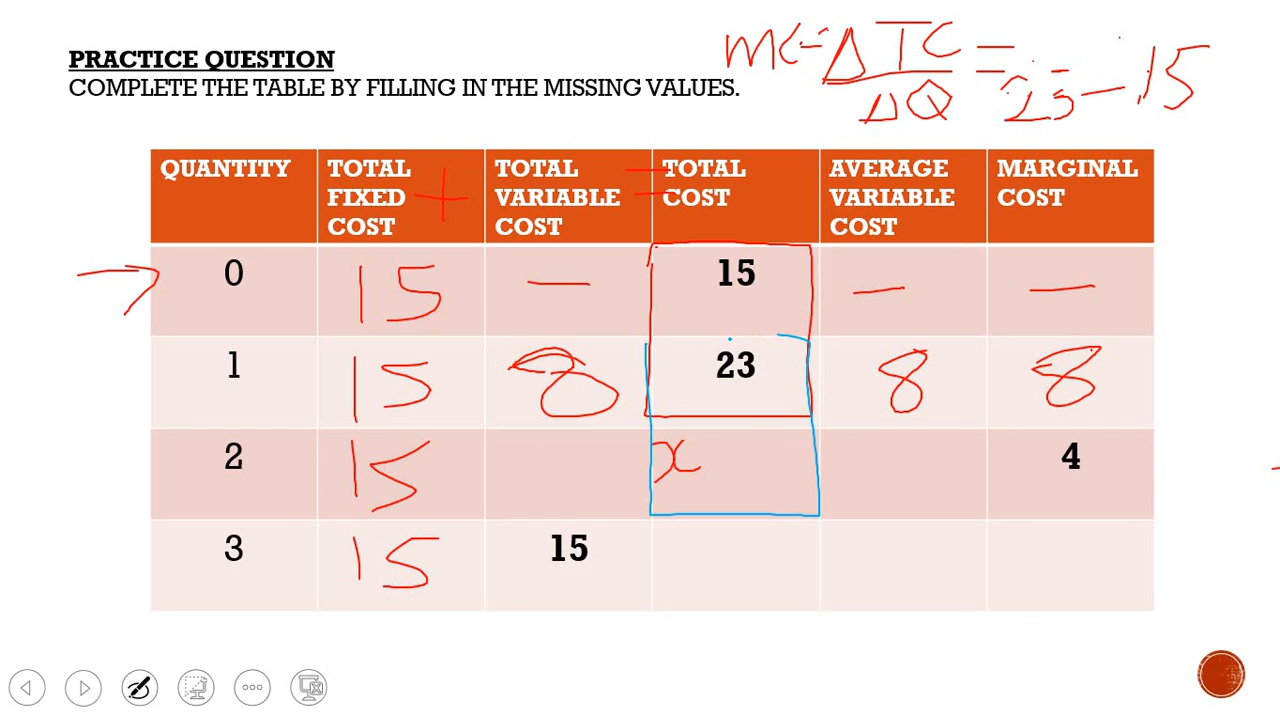 PRACTICE QUESTION
COMPLETE THE TABLE BY FILLING IN THE MISSING VALUES.
MC = ΔTC / ΔQ = 23 - 15
QUANTITY TOTAL FIXED COST + TOTAL VARIABLE COST = TOTAL COST AVERAGE VARIABLE COST MARGINAL COST
0 15 — 15 — —
1 15 8 23 8 8
2 15 x 4
3 15 15